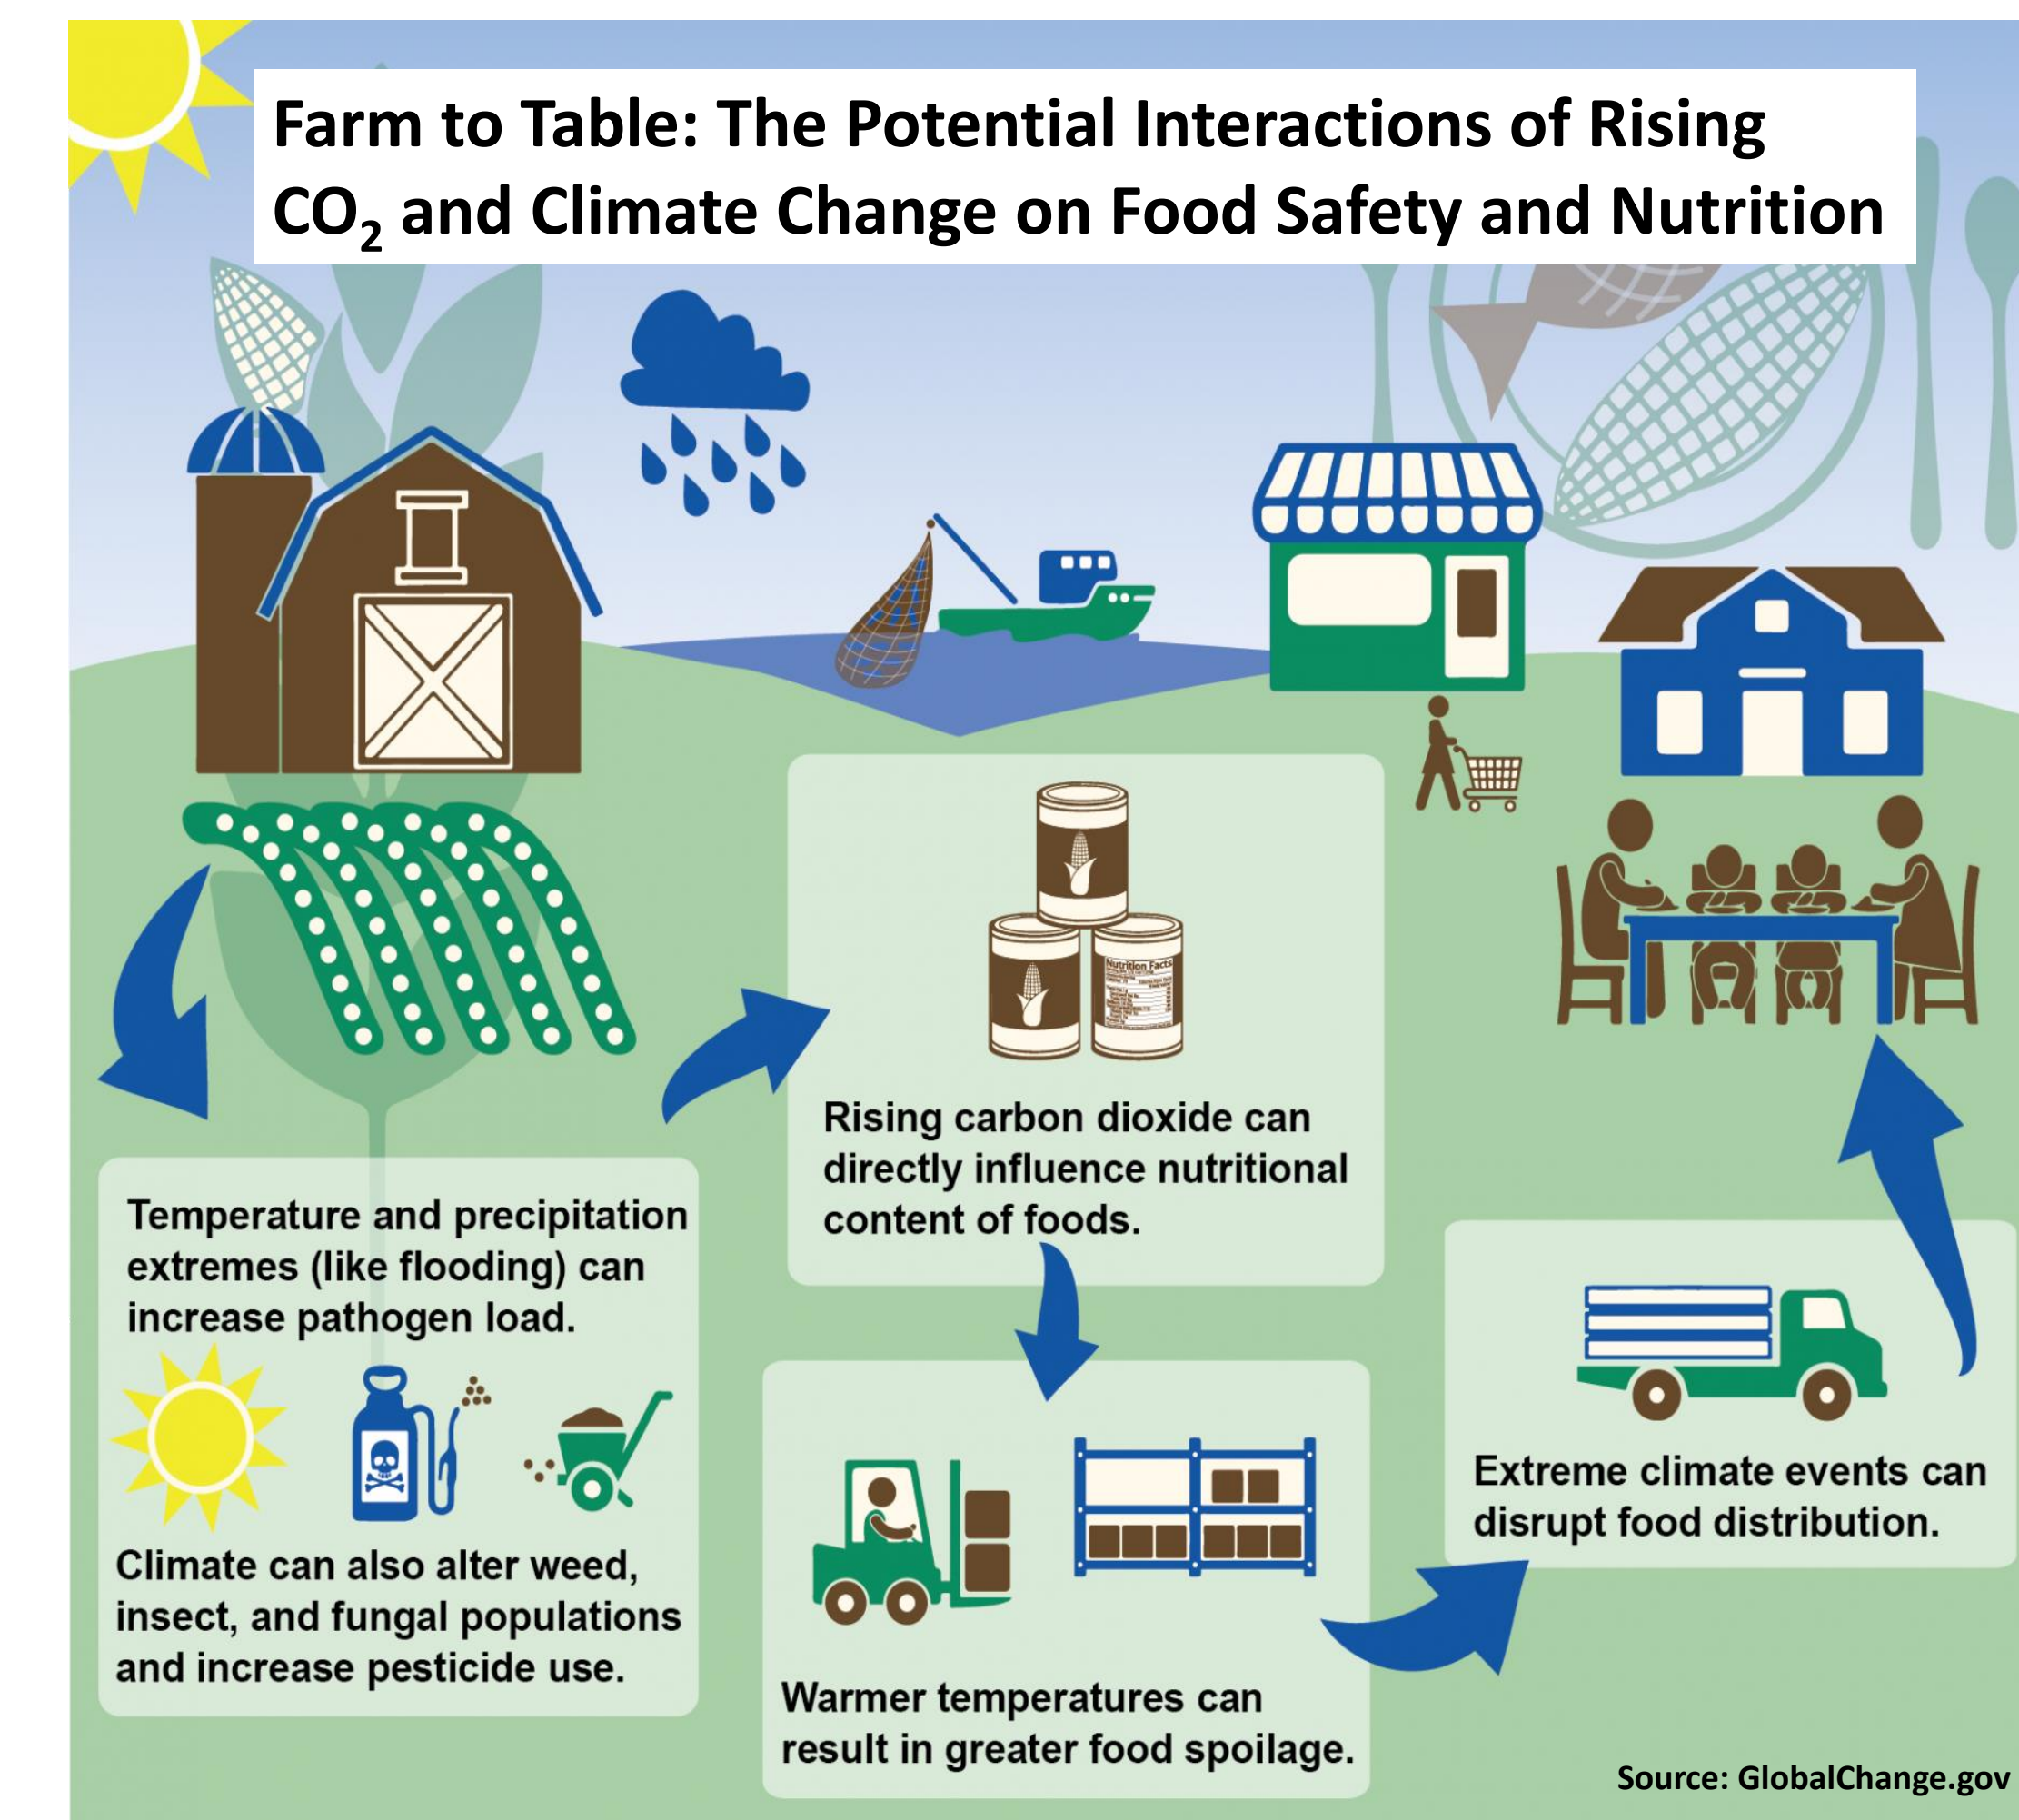 Farm to Table: The Potential Interactions of Rising
CO₂ and Climate Change on Food Safety and Nutrition
Nutrition Facts
Rising carbon dioxide can
directly influence nutritional
content of foods.
Temperature and precipitation
extremes (like flooding) can
increase pathogen load.
Climate can also alter weed,
insect, and fungal populations
and increase pesticide use.
Warmer temperatures can
result in greater food spoilage.
Extreme climate events can
disrupt food distribution.
Source: GlobalChange.gov